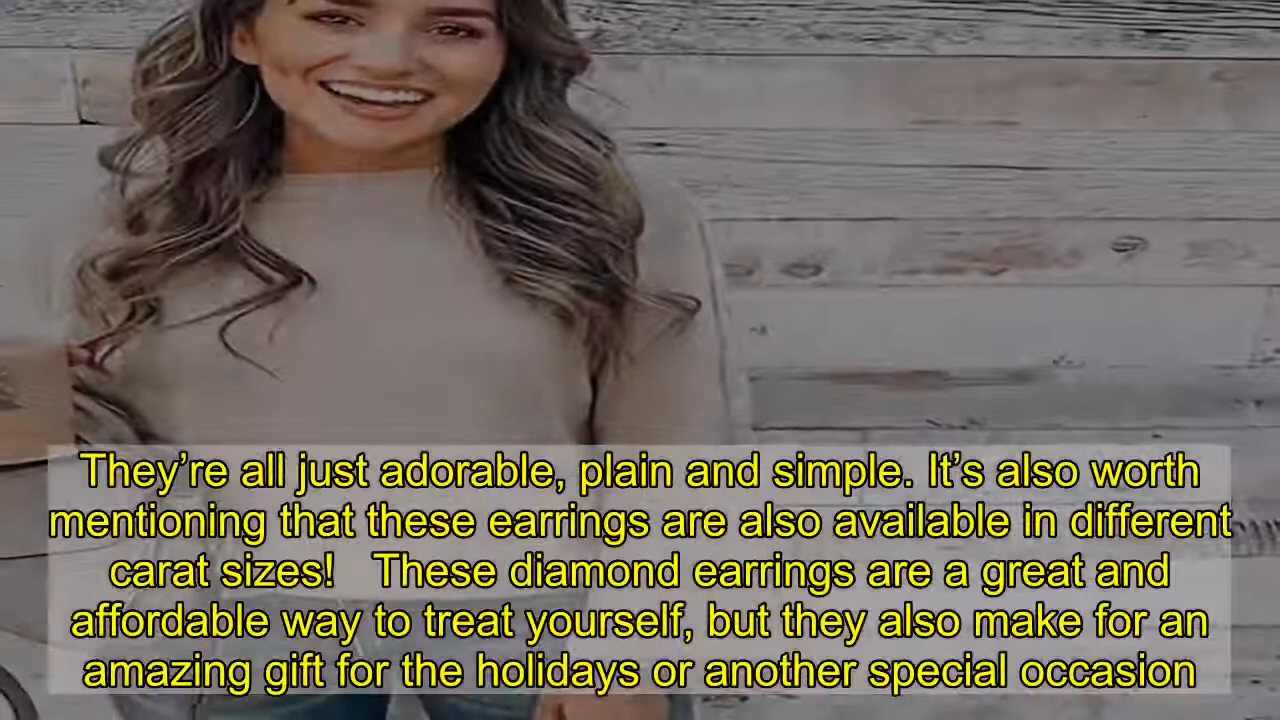 They’re all just adorable, plain and simple. It’s also worth
mentioning that these earrings are also available in different
carat sizes!   These diamond earrings are a great and
affordable way to treat yourself, but they also make for an
amazing gift for the holidays or another special occasion